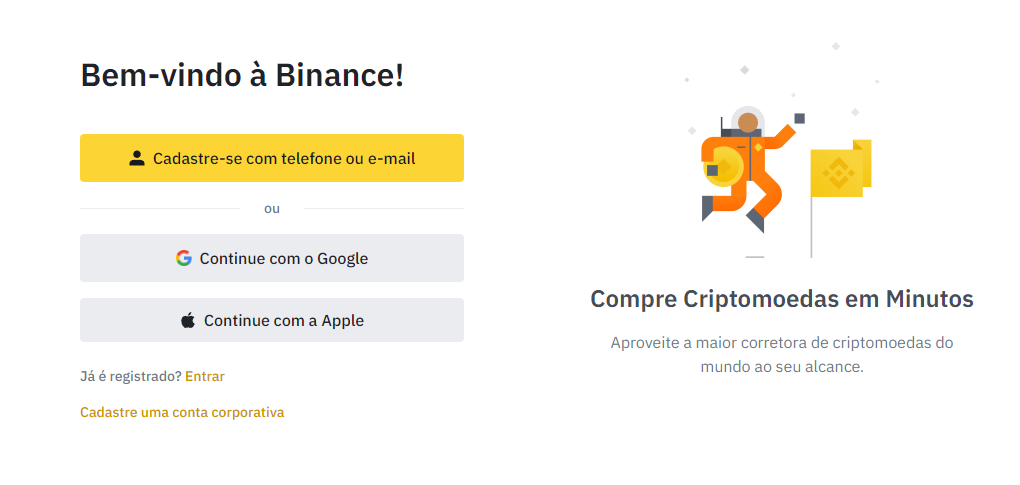 Bem-vindo à Binance!
Cadastre-se com telefone ou e-mail
ou
Continue com o Google
Continue com a Apple
Já é registrado? Entrar
Cadastre uma conta corporativa
Compre Criptomoedas em Minutos
Aproveite a maior corretora de criptomoedas do
mundo ao seu alcance.